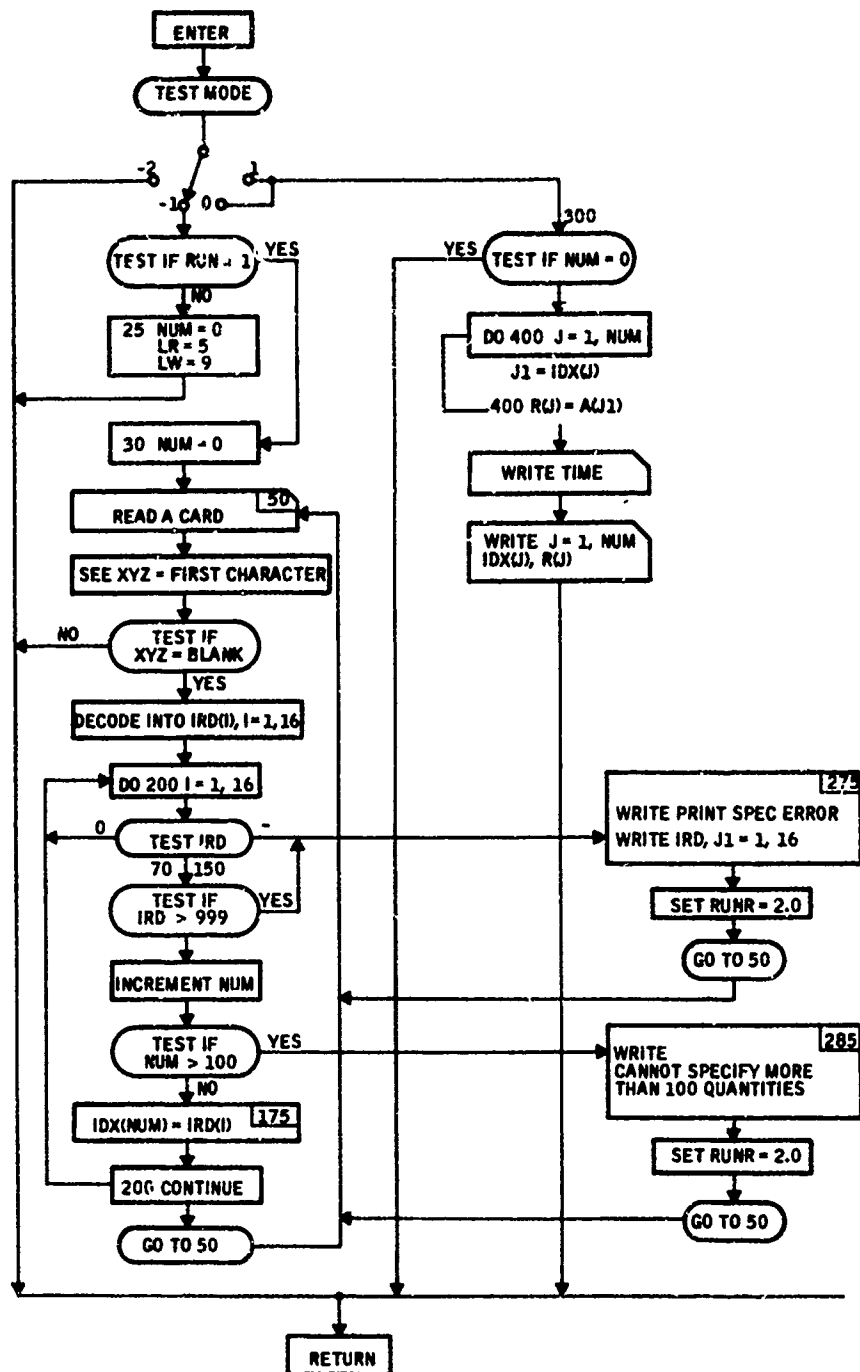 ENTER
TEST MODE
-2
1
-1
0
TEST IF RUN = 1
YES
NO
25 NUM = 0
LR = 5
LW = 9
30 NUM = 0
50
READ A CARD
SEE XYZ = FIRST CHARACTER
TEST IF
XYZ = BLANK
NO
YES
DECODE INTO IRD(I), I = 1, 16
DO 200 I = 1, 16
0
TEST IRD
-
70
150
TEST IF
IRD > 999
YES
INCREMENT NUM
TEST IF
NUM > 100
YES
NO
IDX(NUM) = IRD(I)
175
200 CONTINUE
GO TO 50
300
YES
TEST IF NUM = 0
DO 400 J = 1, NUM
J1 = IDX(J)
400 R(J) = A(J1)
WRITE TIME
WRITE J = 1, NUM
IDX(J), R(J)
275
WRITE PRINT SPEC ERROR
WRITE IRD, J1 = 1, 16
SET RUNR = 2.0
GO TO 50
285
WRITE
CANNOT SPECIFY MORE
THAN 100 QUANTITIES
SET RUNR = 2.0
GO TO 50
RETURN